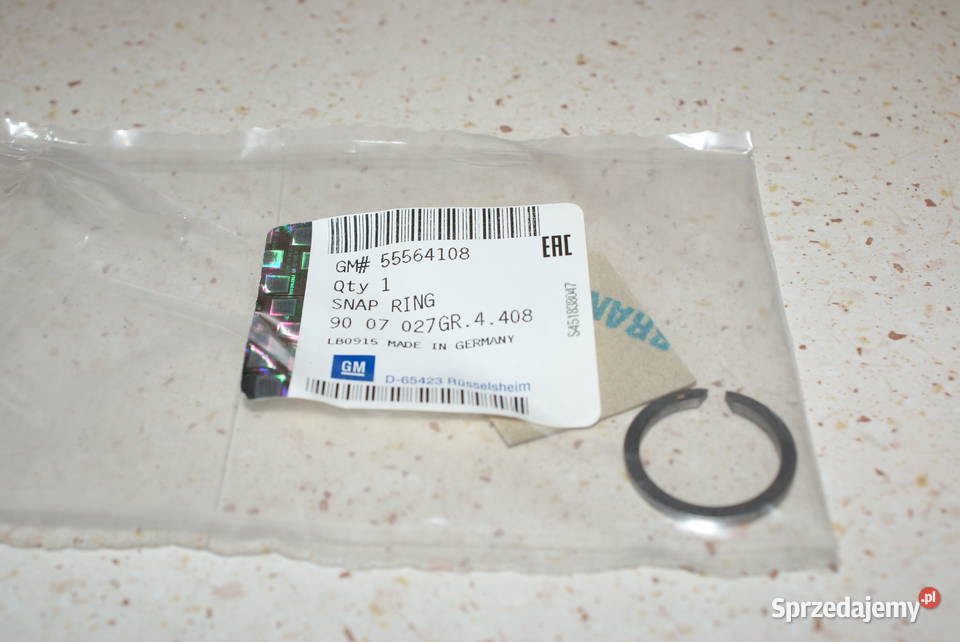 GM# 55564108
EAC
Qty 1
SNAP RING
90 07 027GR.4.408
LB0915 MADE IN GERMANY
GM
D-65423 Rüsselsheim
S451838047
Sprzedajemy.pl